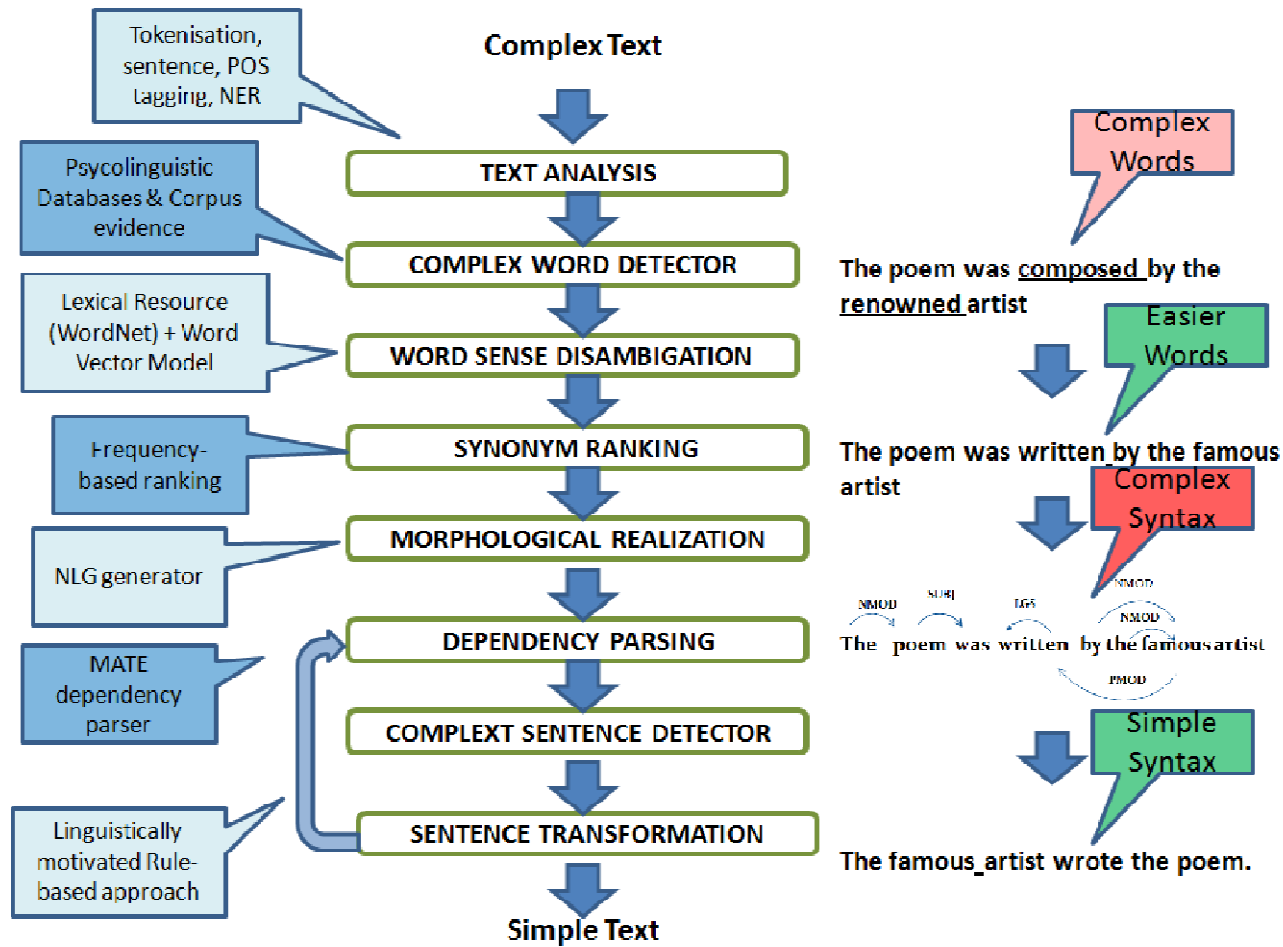 Complex Text
Tokenisation,
sentence, POS
tagging, NER
TEXT ANALYSIS
Psycolinguistic
Databases & Corpus
evidence
COMPLEX WORD DETECTOR
Lexical Resource
(WordNet) + Word
Vector Model
WORD SENSE DISAMBIGATION
Frequency-
based ranking
SYNONYM RANKING
NLG generator
MORPHOLOGICAL REALIZATION
MATE
dependency
parser
DEPENDENCY PARSING
COMPLEXT SENTENCE DETECTOR
Linguistically
motivated Rule-
based approach
SENTENCE TRANSFORMATION
Simple Text
Complex
Words
The poem was composed by the
renowned artist
Easier
Words
The poem was written by the famous
artist
Complex
Syntax
NMOD
SUBJ
LGS
NMOD
NMOD
The poem was written by the famous artist
PMOD
Simple
Syntax
The famous artist wrote the poem.